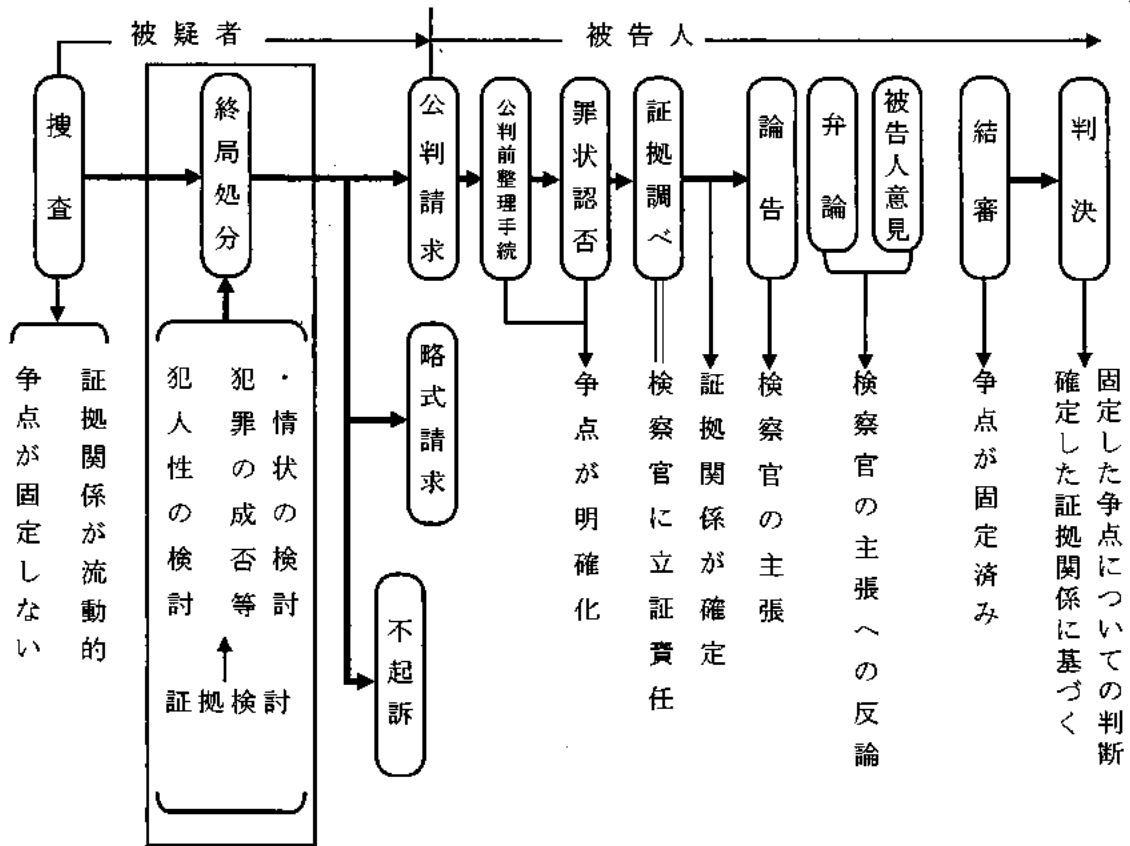 被疑者
被告人
捜査
終局処分
公判請求
公判前整理手続
罪状認否
証拠調べ
論告
弁論
被告人意見
結審
判決
略式請求
不起訴
証拠関係が流動的
争点が固定しない
・情状の検討
犯罪の成否等
犯人性の検討
証拠検討
争点が明確化
検察官に立証責任
証拠関係が確定
検察官の主張
検察官の主張への反論
争点が固定済み
固定した争点についての判断
確定した証拠関係に基づく